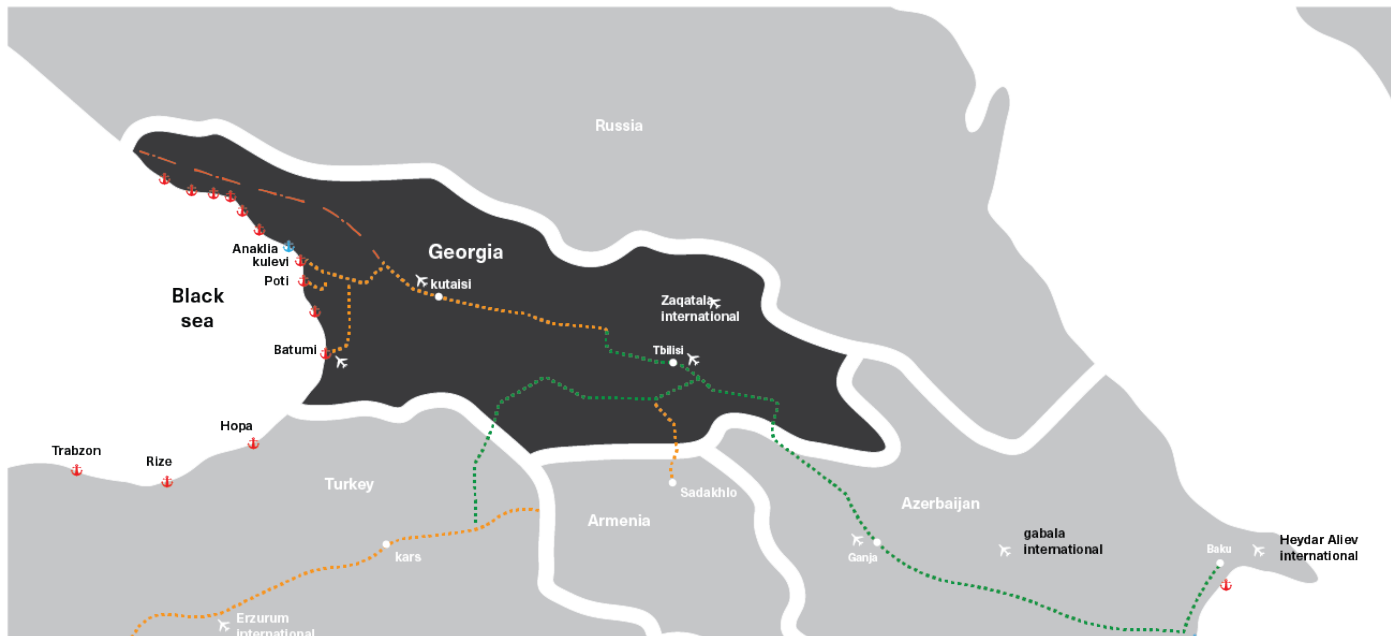 Russia
Georgia
Anaklia
kulevi
Poti
kutaisi
Black
sea
Zaqatala
international
Batumi
Tbilisi
Hopa
Trabzon
Rize
Turkey
Sadakhlo
Armenia
Azerbaijan
kars
Ganja
gabala
international
Baku
Heydar Aliev
international
Erzurum
international